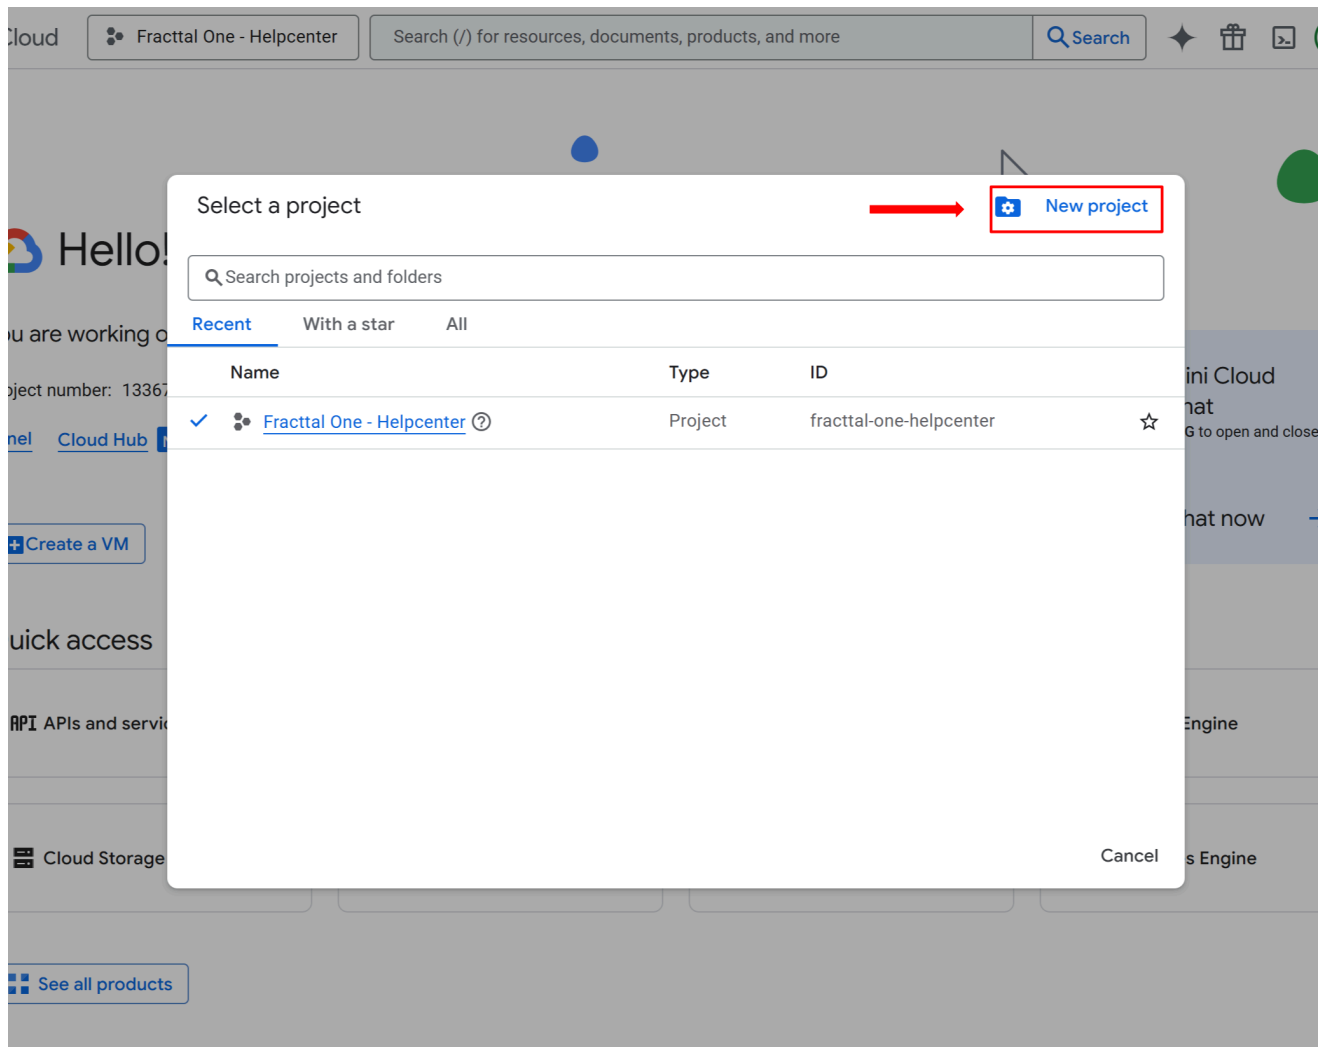 Cloud
Fracttal One - Helpcenter
Search (/) for resources, documents, products, and more
Search
Select a project
New project
Hello!
Search projects and folders
Recent
With a star
All
ou are working o
Name
Type
ID
oject number: 1336
Fracttal One - Helpcenter
Project
fracttal-one-helpcenter
ini Cloud
hat
G to open and close
nel
Cloud Hub
hat now
Create a VM
uick access
API APIs and servic
Engine
Cloud Storage
Cancel
s Engine
See all products